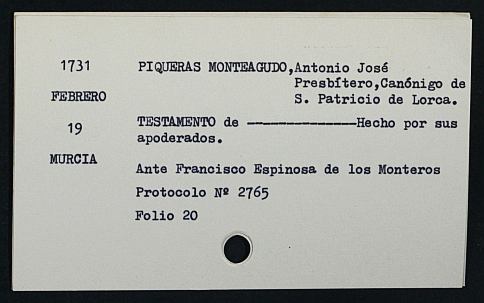 1731 PIQUERAS MONTEAGUDO,Antonio José
Presbítero,Canónigo de
FEBRERO S. Patricio de Lorca.
19 TESTAMENTO de ----------------Hecho por sus
apoderados.
MURCIA
Ante Francisco Espinosa de los Monteros
Protocolo Nº 2765
Folio 20